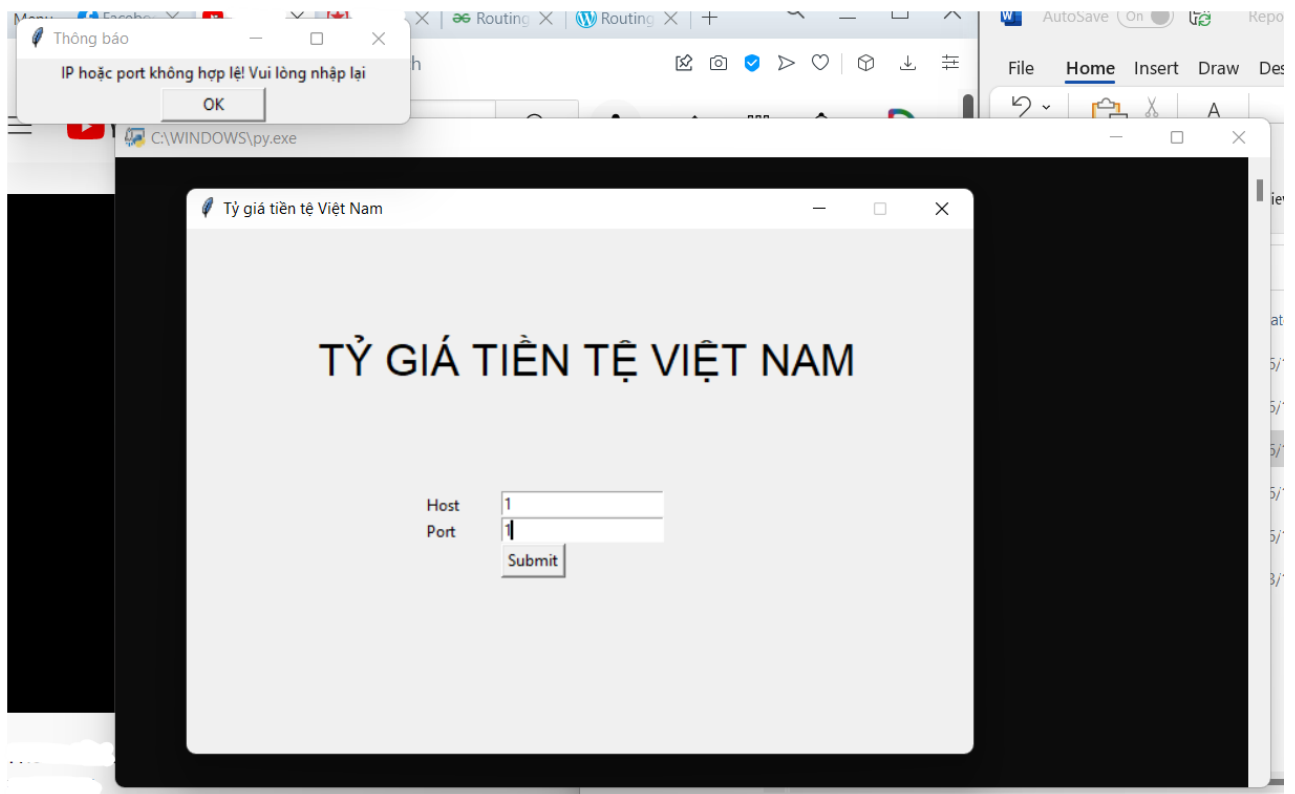 Thông báo
IP hoặc port không hợp lệ! Vui lòng nhập lại
OK
Routing
Routing
AutoSave On
File Home Insert Draw
C:\WINDOWS\py.exe
Tỷ giá tiền tệ Việt Nam
TỶ GIÁ TIỀN TỆ VIỆT NAM
Host 1
Port 1
Submit